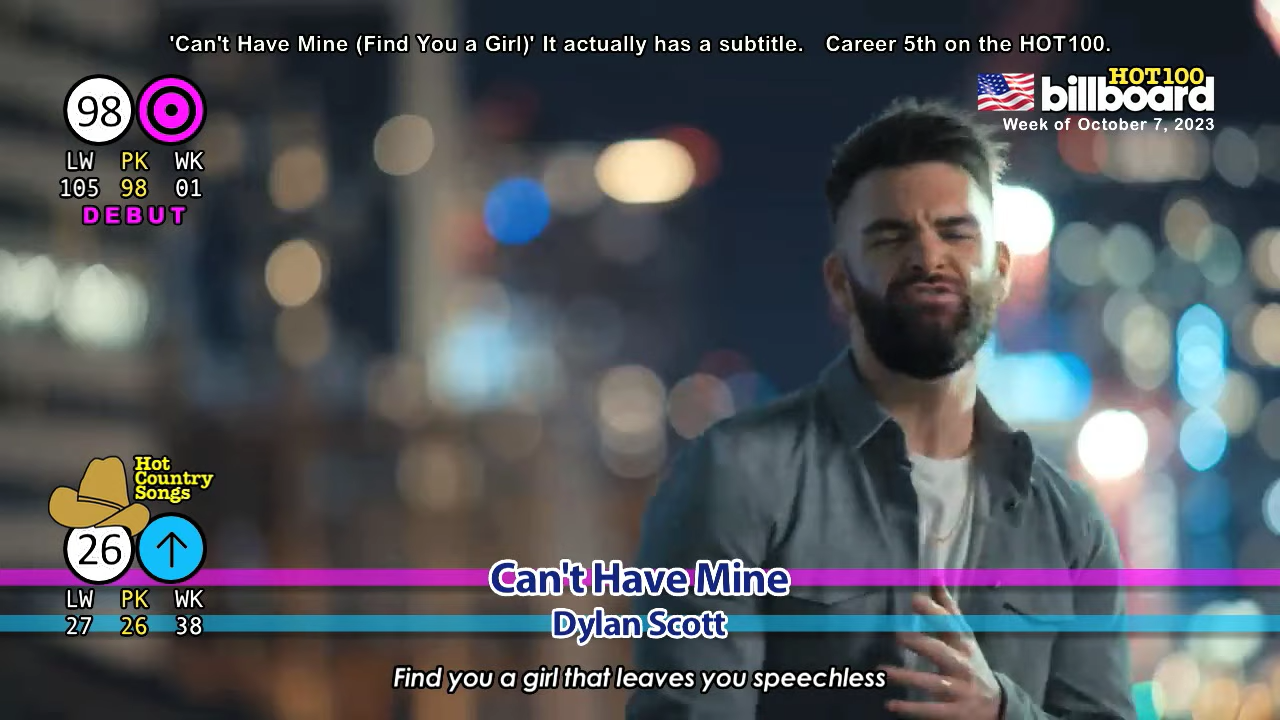 'Can't Have Mine (Find You a Girl)' It actually has a subtitle. Career 5th on the HOT100.
98
LW PK WK
105 98 01
DEBUT
HOT100
billboard
Week of October 7, 2023
Hot
Country
Songs
26
LW PK WK
27 26 38
Can't Have Mine
Dylan Scott
Find you a girl that leaves you speechless